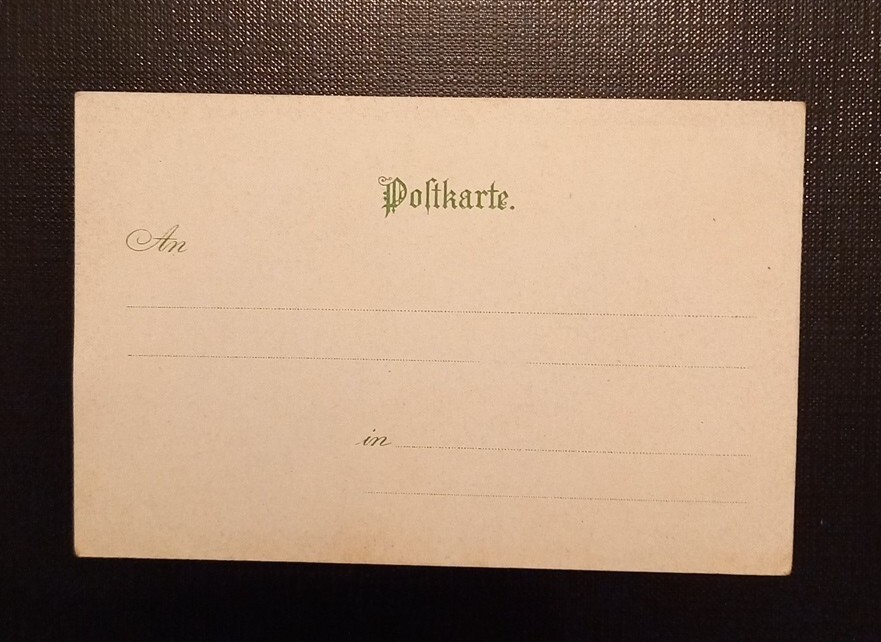 Poſtkarte.
An
in